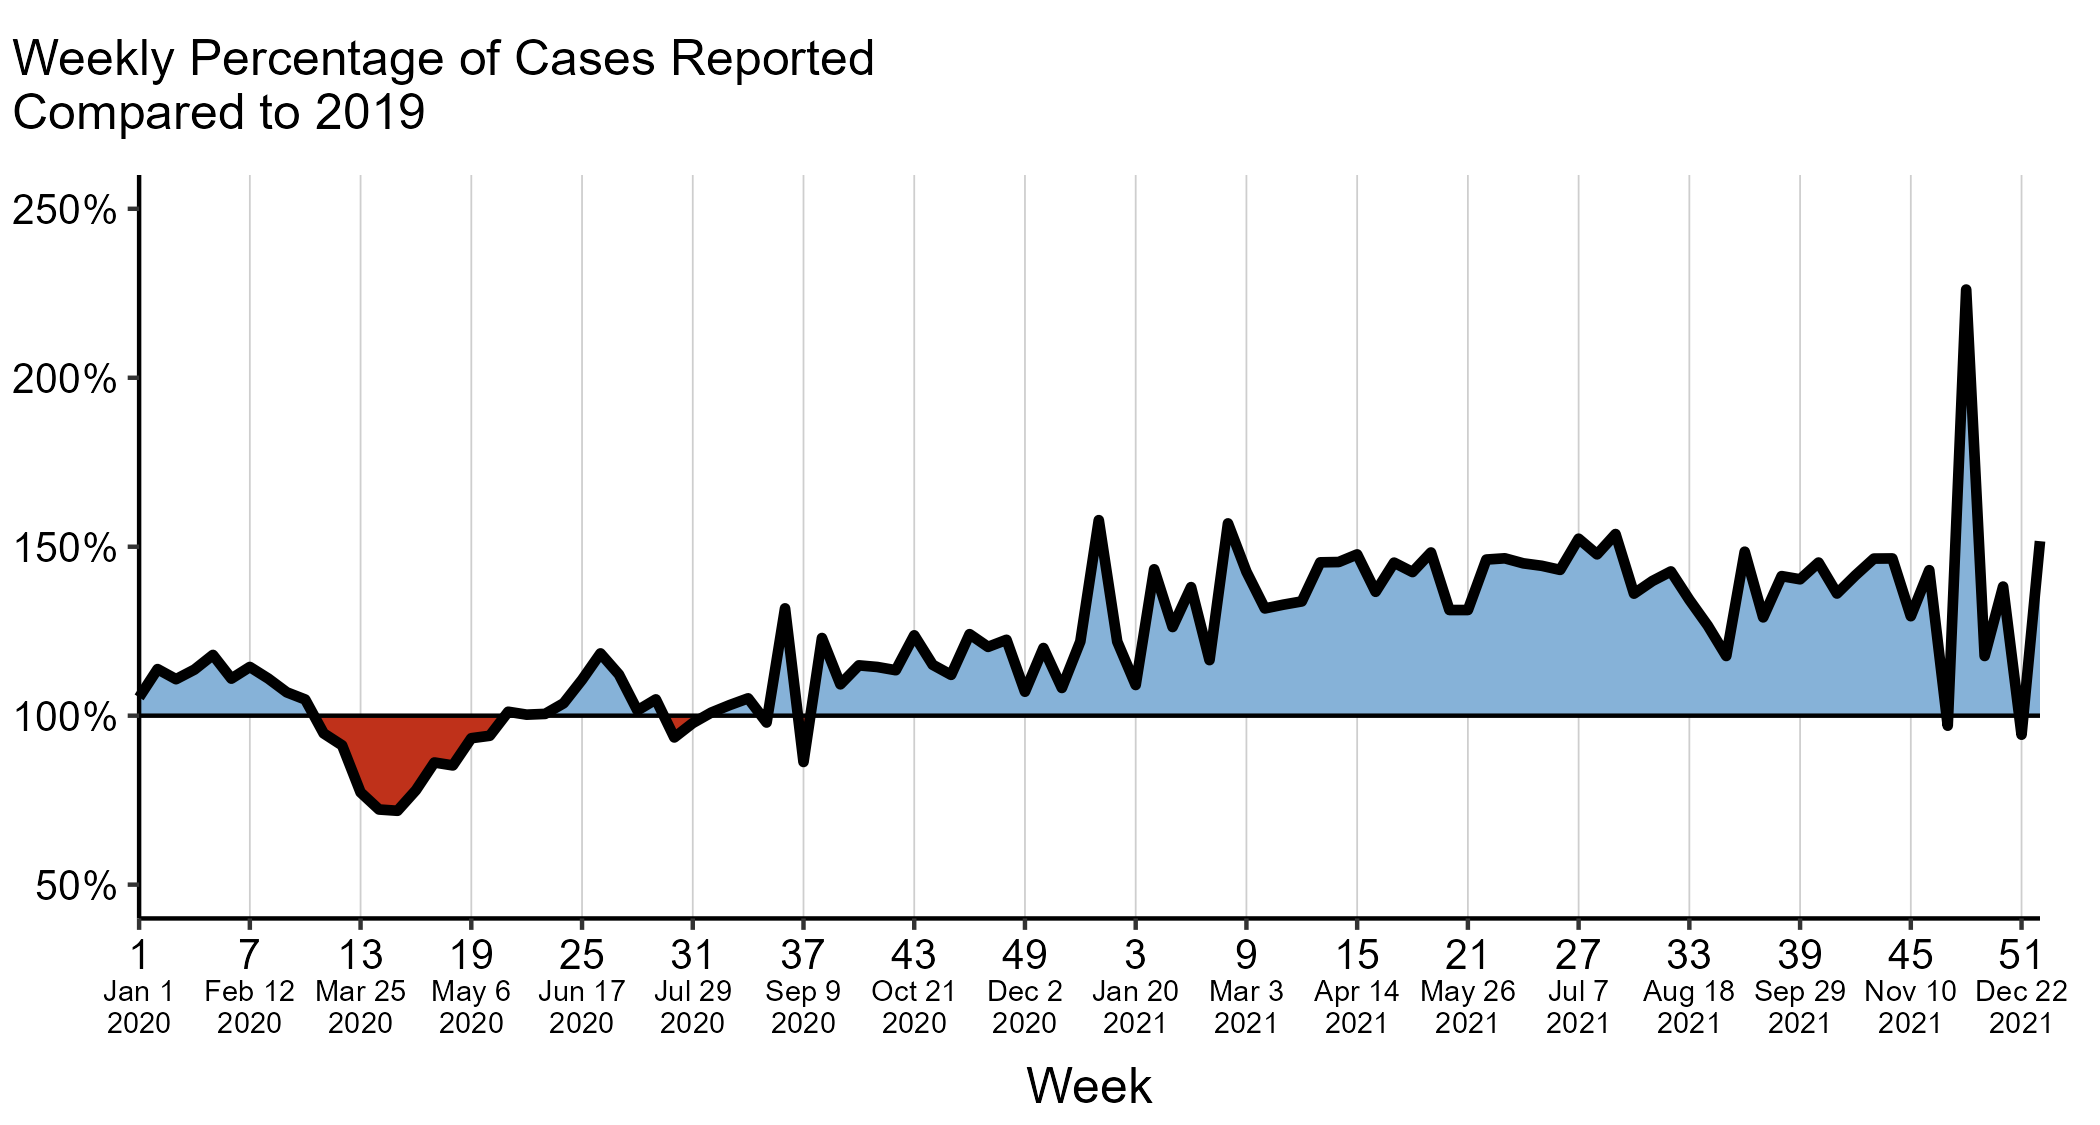 Weekly Percentage of Cases Reported
Compared to 2019
250%
200%
150%
100%
50%
1 7 13 19 25 31 37 43 49 3 9 15 21 27 33 39 45 51
Jan 1 Feb 12 Mar 25 May 6 Jun 17 Jul 29 Sep 9 Oct 21 Dec 2 Jan 20 Mar 3 Apr 14 May 26 Jul 7 Aug 18 Sep 29 Nov 10 Dec 22
2020 2020 2020 2020 2020 2020 2020 2020 2020 2021 2021 2021 2021 2021 2021 2021 2021 2021
Week